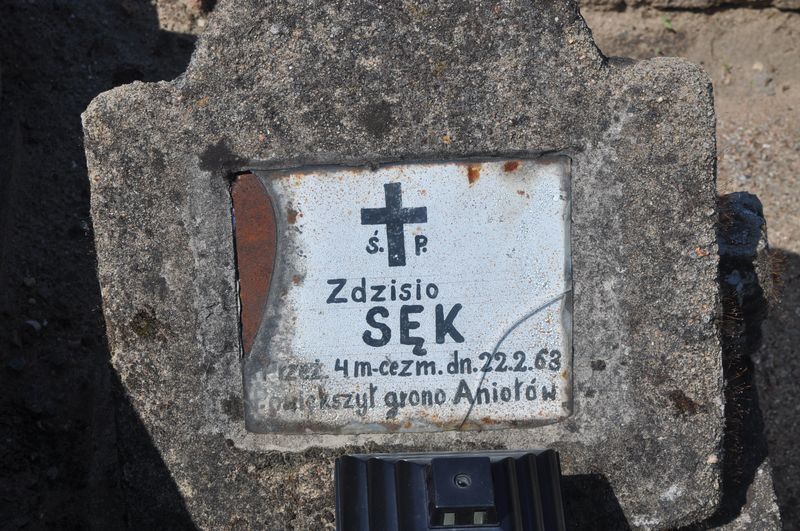 Ś. P.
Zdzisio
SĘK
Przeż. 4 m-ce zm. dn. 22.2.63
Powiększył grono Aniołów